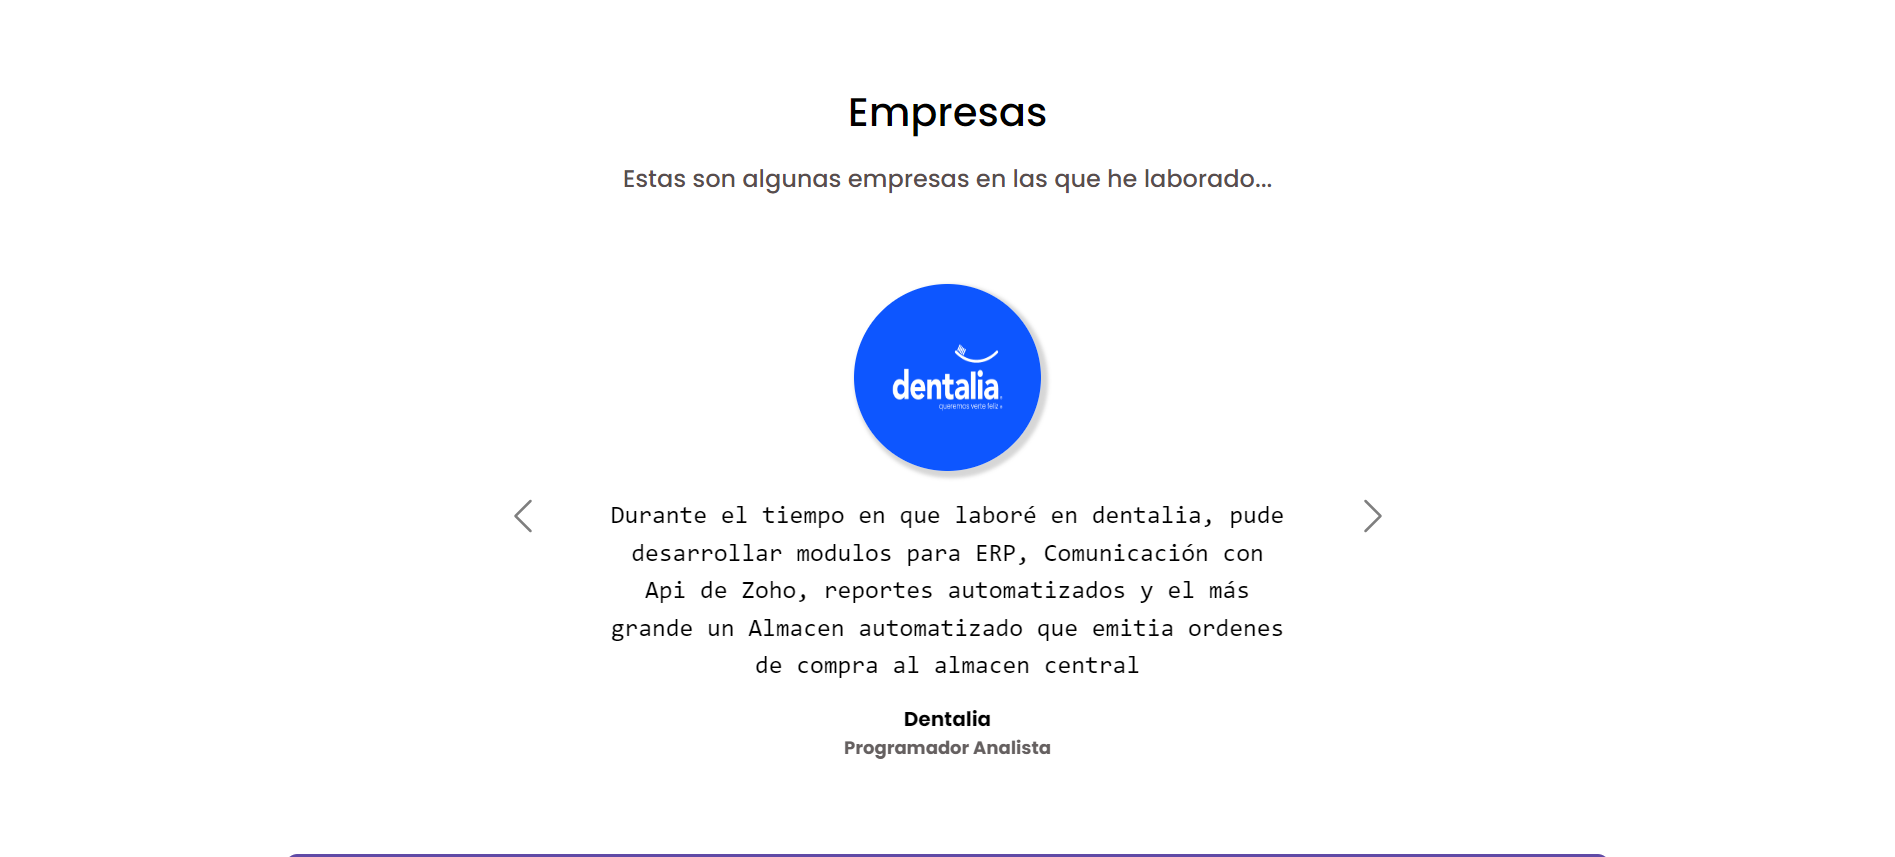 Empresas
Estas son algunas empresas en las que he laborado...
dentalia
queremos verte feliz
Durante el tiempo en que laboré en dentalia, pude
desarrollar modulos para ERP, Comunicación con
Api de Zoho, reportes automatizados y el más
grande un Almacen automatizado que emitia ordenes
de compra al almacen central
Dentalia
Programador Analista